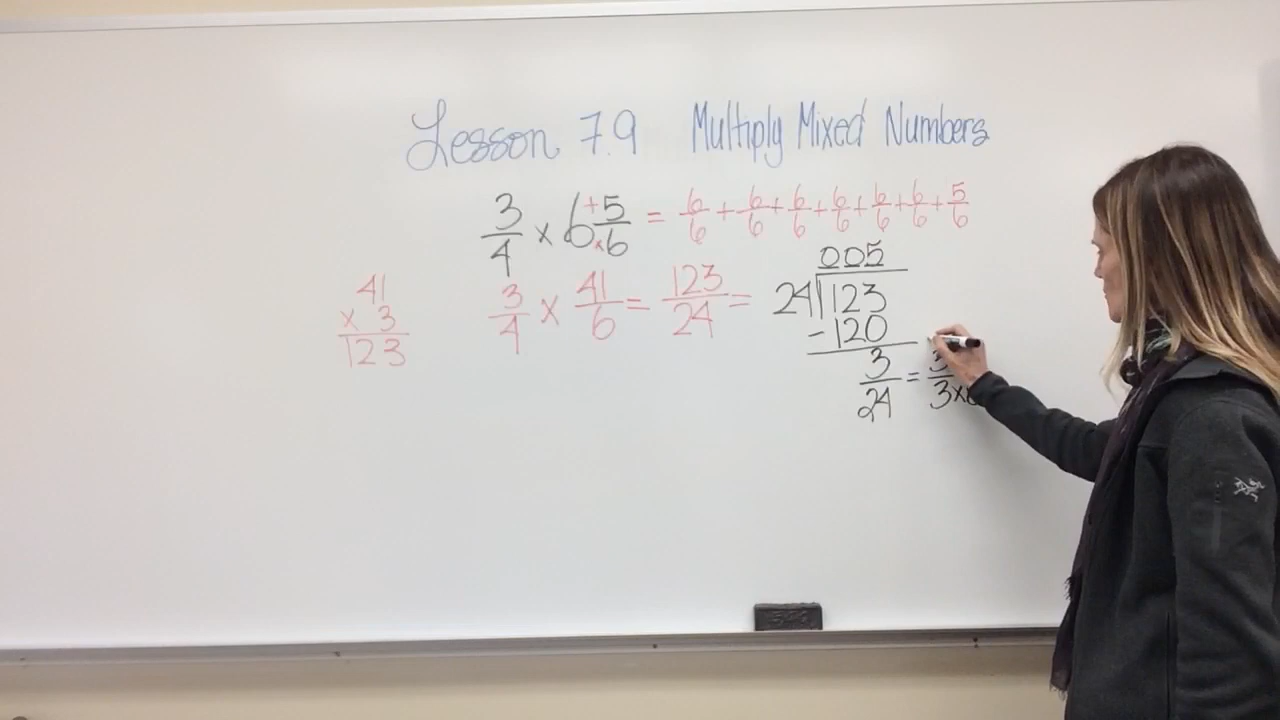 Lesson 7.9 Multiply Mixed Numbers
3/4 × 6 + 5/×6 = 6/6 + 6/6 + 6/6 + 6/6 + 6/6 + 6/6 + 5/6
005
41
× 3
123
3/4 × 41/6 = 123/24 = 24)123
-120
3/24 = 3/3×